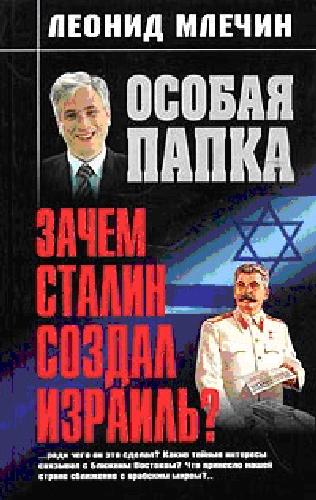 ЛЕОНИД МЛЕЧИН
ОСОБАЯ
ПАПКА
ЗАЧЕМ
СТАЛИН
СОЗДАЛ
ИЗРАИЛЬ?
...ради чего он это сделал? Какие тайные интересы
связывал с Ближним Востоком? Что принесло нашей
стране сближение с арабским миром?...